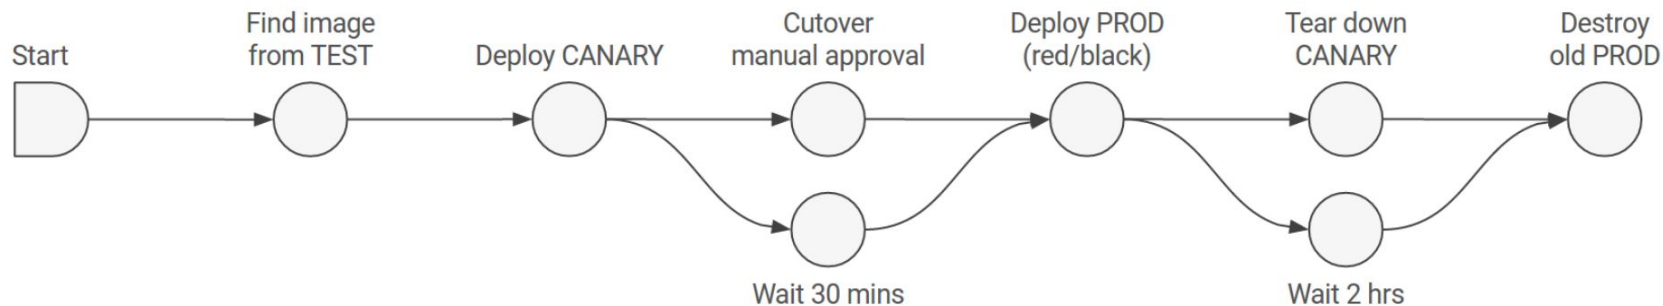 Start
Find image
from TEST
Deploy CANARY
Cutover
manual approval
Wait 30 mins
Deploy PROD
(red/black)
Tear down
CANARY
Wait 2 hrs
Destroy
old PROD